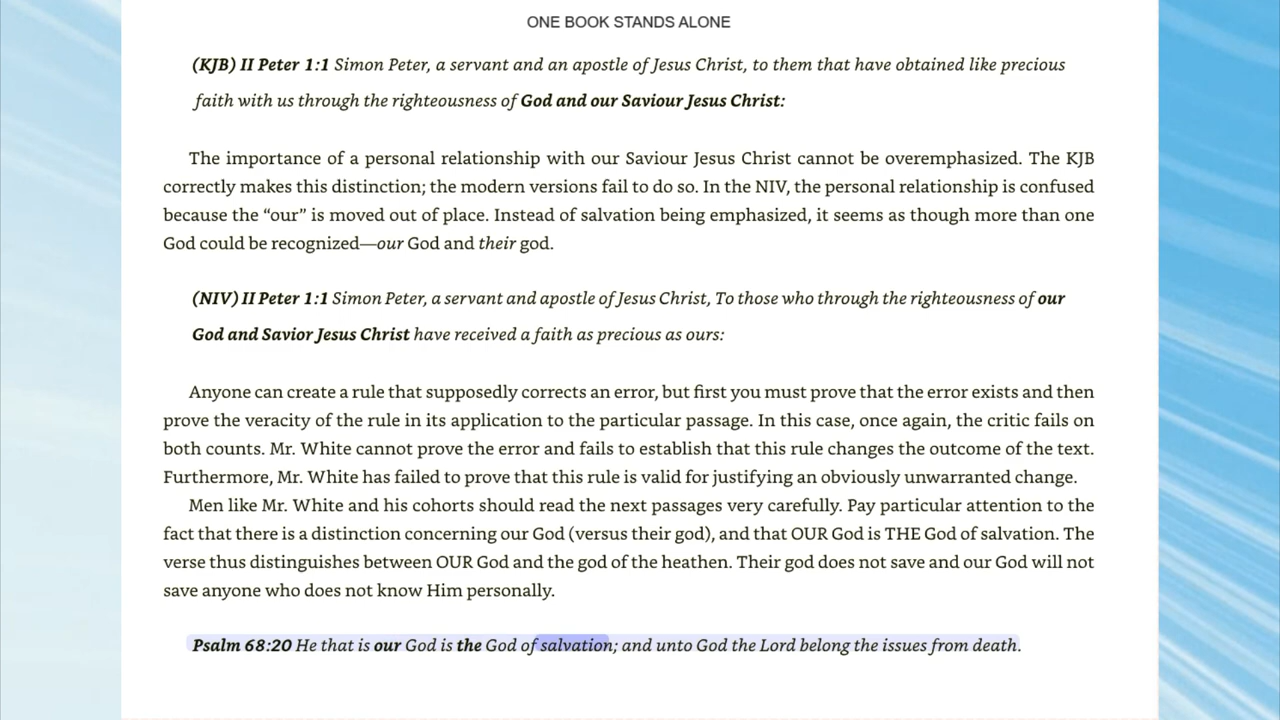 ONE BOOK STANDS ALONE
(KJB) II Peter 1:1 Simon Peter, a servant and an apostle of Jesus Christ, to them that have obtained like precious
faith with us through the righteousness of God and our Saviour Jesus Christ:
The importance of a personal relationship with our Saviour Jesus Christ cannot be overemphasized. The KJB
correctly makes this distinction; the modern versions fail to do so. In the NIV, the personal relationship is confused
because the “our” is moved out of place. Instead of salvation being emphasized, it seems as though more than one
God could be recognized—our God and their god.
(NIV) II Peter 1:1 Simon Peter, a servant and apostle of Jesus Christ, To those who through the righteousness of our
God and Savior Jesus Christ have received a faith as precious as ours:
Anyone can create a rule that supposedly corrects an error, but first you must prove that the error exists and then
prove the veracity of the rule in its application to the particular passage. In this case, once again, the critic fails on
both counts. Mr. White cannot prove the error and fails to establish that this rule changes the outcome of the text.
Furthermore, Mr. White has failed to prove that this rule is valid for justifying an obviously unwarranted change.
Men like Mr. White and his cohorts should read the next passages very carefully. Pay particular attention to the
fact that there is a distinction concerning our God (versus their god), and that OUR God is THE God of salvation. The
verse thus distinguishes between OUR God and the god of the heathen. Their god does not save and our God will not
save anyone who does not know Him personally.
Psalm 68:20 He that is our God is the God of salvation; and unto God the Lord belong the issues from death.